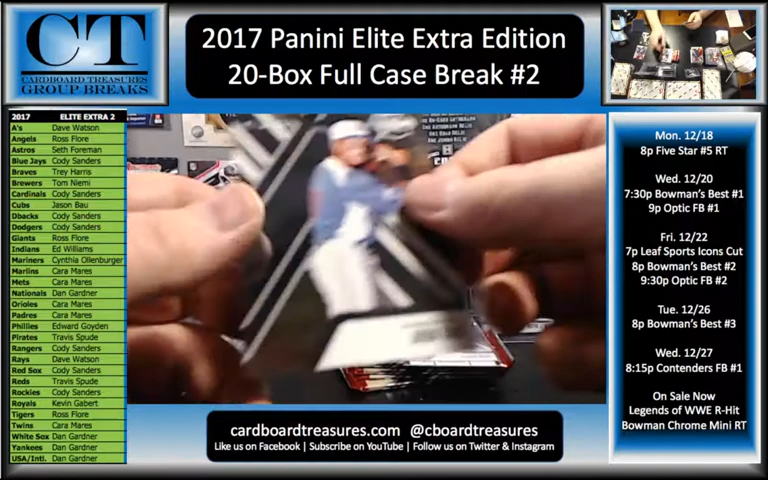 CT
CARDBOARD TREASURES
GROUP BREAKS
2017 Panini Elite Extra Edition
20-Box Full Case Break #2
2017 ELITE EXTRA 2
A's Dave Watson
Angels Ross Flore
Astros Seth Foreman
Blue Jays Cody Sanders
Braves Trey Harris
Brewers Tom Niemi
Cardinals Cody Sanders
Cubs Jason Bau
Dbacks Cody Sanders
Dodgers Cody Sanders
Giants Ross Flore
Indians Ed Williams
Mariners Cynthia Ollenburger
Marlins Cara Mares
Mets Cara Mares
Nationals Dan Gardner
Orioles Cara Mares
Padres Cara Mares
Phillies Edward Goyden
Pirates Travis Spude
Rangers Cody Sanders
Rays Dave Watson
Red Sox Cody Sanders
Reds Travis Spude
Rockies Cody Sanders
Royals Kevin Gabert
Tigers Ross Flore
Twins Cara Mares
White Sox Dan Gardner
Yankees Dan Gardner
USA/Intl. Dan Gardner
Mon. 12/18
8p Five Star #5 RT
Wed. 12/20
7:30p Bowman's Best #1
9p Optic FB #1
Fri. 12/22
7p Leaf Sports Icons Cut
8p Bowman's Best #2
9:30p Optic FB #2
Tue. 12/26
8p Bowman's Best #3
Wed. 12/27
8:15p Contenders FB #1
On Sale Now
Legends of WWE R-Hit
Bowman Chrome Mini RT
cardboardtreasures.com @cboardtreasures
Like us on Facebook | Subscribe on YouTube | Follow us on Twitter & Instagram